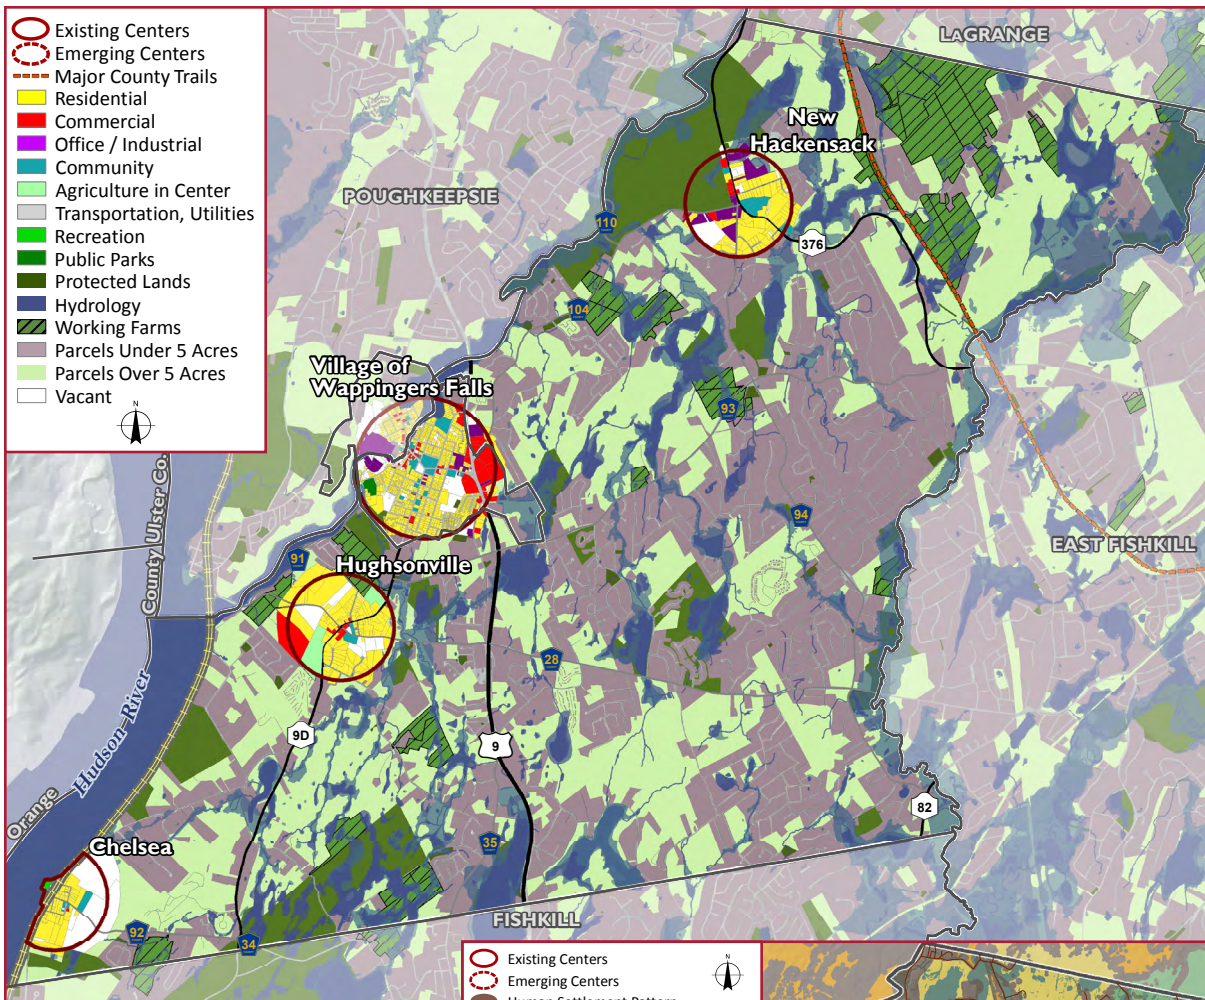 Existing Centers
Emerging Centers
Major County Trails
Residential
Commercial
Office / Industrial
Community
Agriculture in Center
Transportation, Utilities
Recreation
Public Parks
Protected Lands
Hydrology
Working Farms
Parcels Under 5 Acres
Parcels Over 5 Acres
Vacant
N
LAGRANGE
New
Hackensack
POUGHKEEPSIE
110
376
104
Village of
Wappingers Falls
93
94
EAST FISHKILL
91
Hughsonville
County Ulster Co.
28
Hudson River
9D
9
82
Orange
35
Chelsea
FISHKILL
92
34
Existing Centers
Emerging Centers
N
Human Settlement Pattern